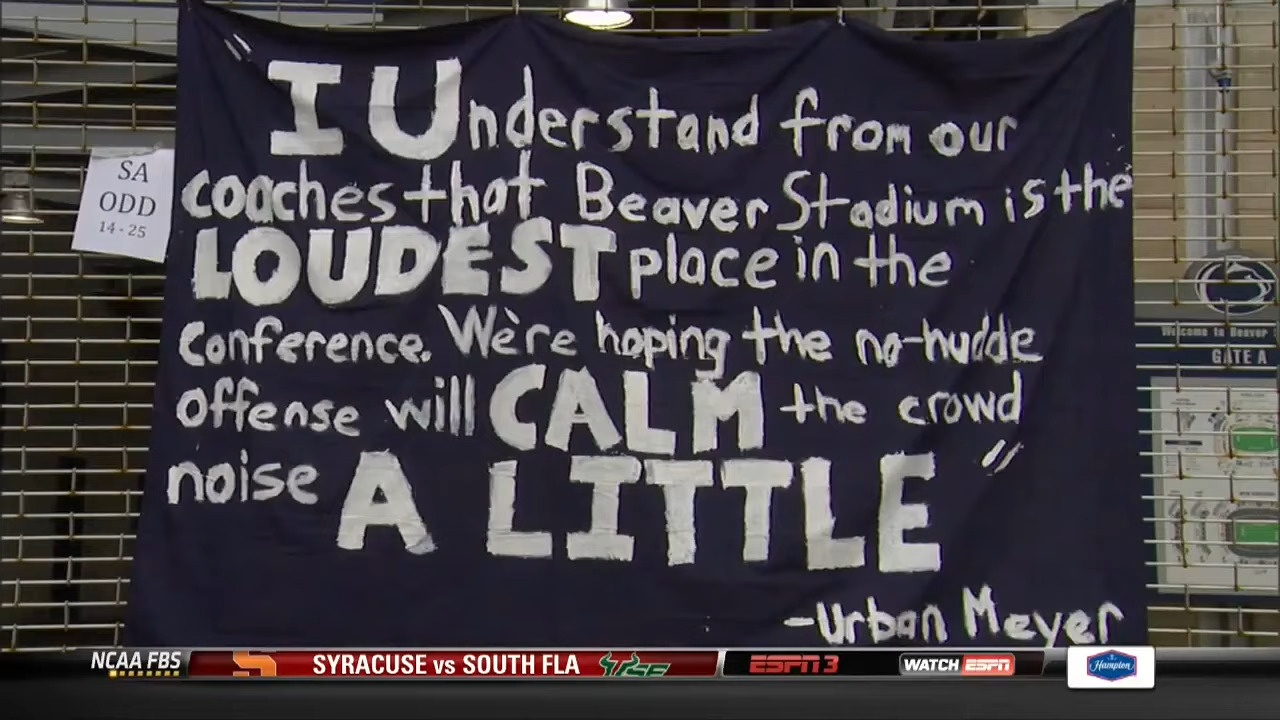 "I Understand from our
coaches that Beaver Stadium is the
LOUDEST place in the
Conference. We're hoping the no-hudde
offense will CALM the crowd
noise A LITTLE"
-Urban Meyer
SA
ODD
14-25
Welcome to Beaver
GATE A
NCAA FBS
SYRACUSE vs SOUTH FLA
USF
ESPN3
WATCH ESPN
Hampton